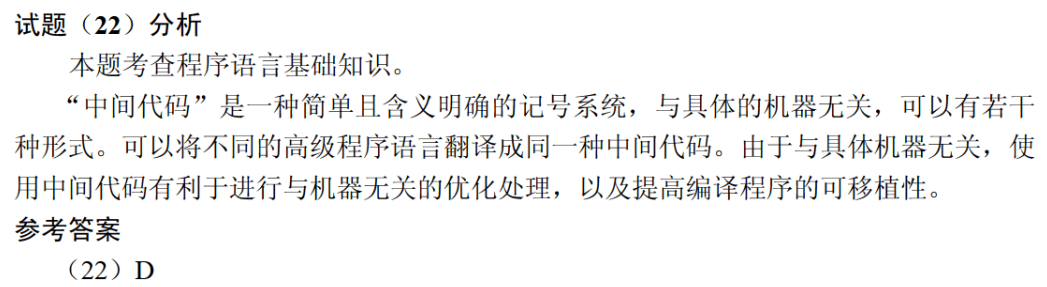 试题（22）分析
本题考查程序语言基础知识。
“中间代码”是一种简单且含义明确的记号系统，与具体的机器无关，可以有若干
种形式。可以将不同的高级程序语言翻译成同一种中间代码。由于与具体机器无关，使
用中间代码有利于进行与机器无关的优化处理，以及提高编译程序的可移植性。
参考答案
（22）D